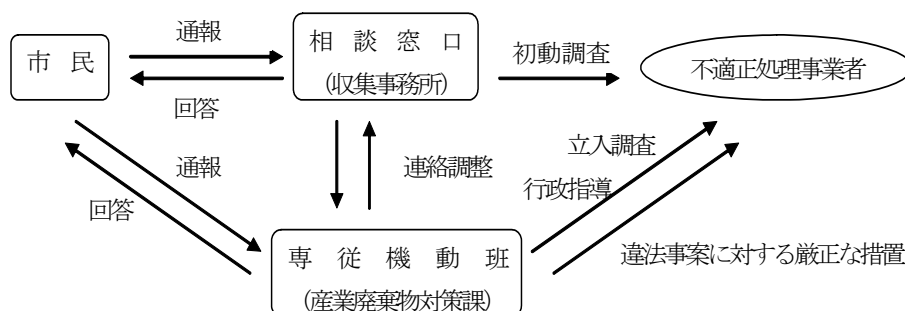 通報
市 民
相 談 窓 口
(収集事務所)
初動調査
不適正処理事業者
回答
通報
回答
連絡調整
立入調査
行政指導
専 従 機 動 班
(産業廃棄物対策課)
違法事案に対する厳正な措置